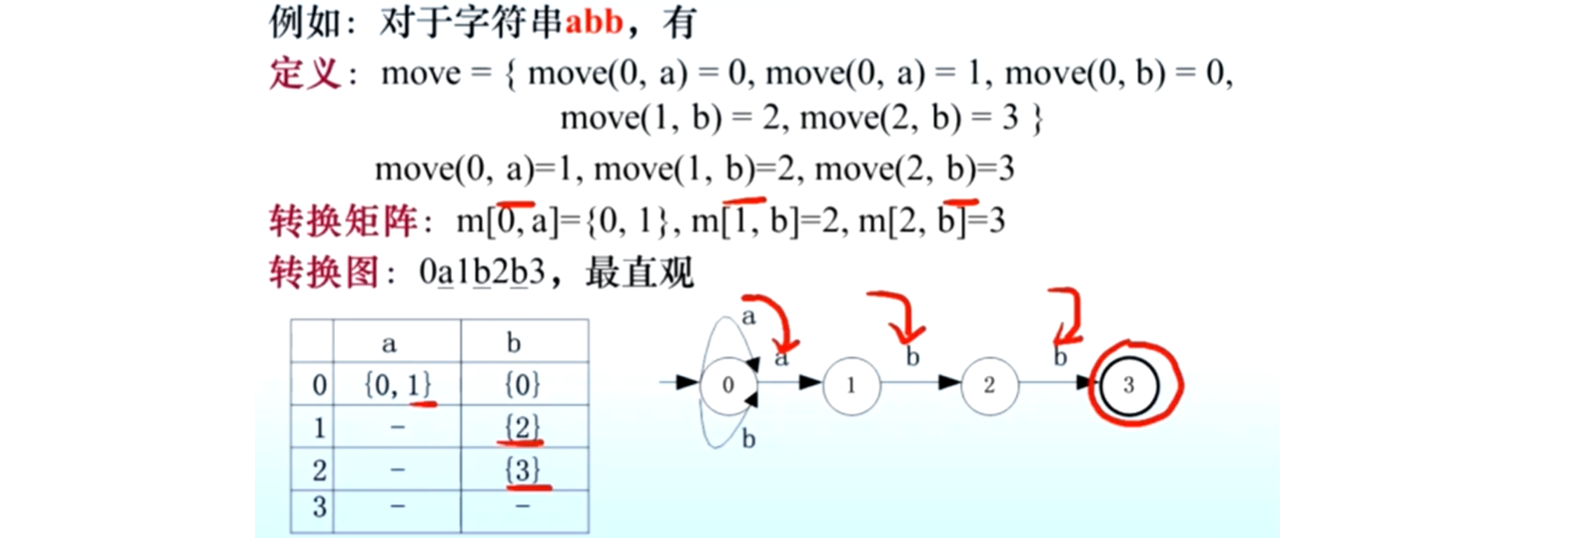 例如：对于字符串abb，有
定义：move = { move(0, a) = 0, move(0, a) = 1, move(0, b) = 0,
move(1, b) = 2, move(2, b) = 3 }
move(0, a)=1, move(1, b)=2, move(2, b)=3
转换矩阵：m[0, a]={0, 1}, m[1, b]=2, m[2, b]=3
转换图：0a1b2b3，最直观
a b
0 {0, 1} {0}
1 - {2}
2 - {3}
3 - -
a
a b b
0 1 2 3
b